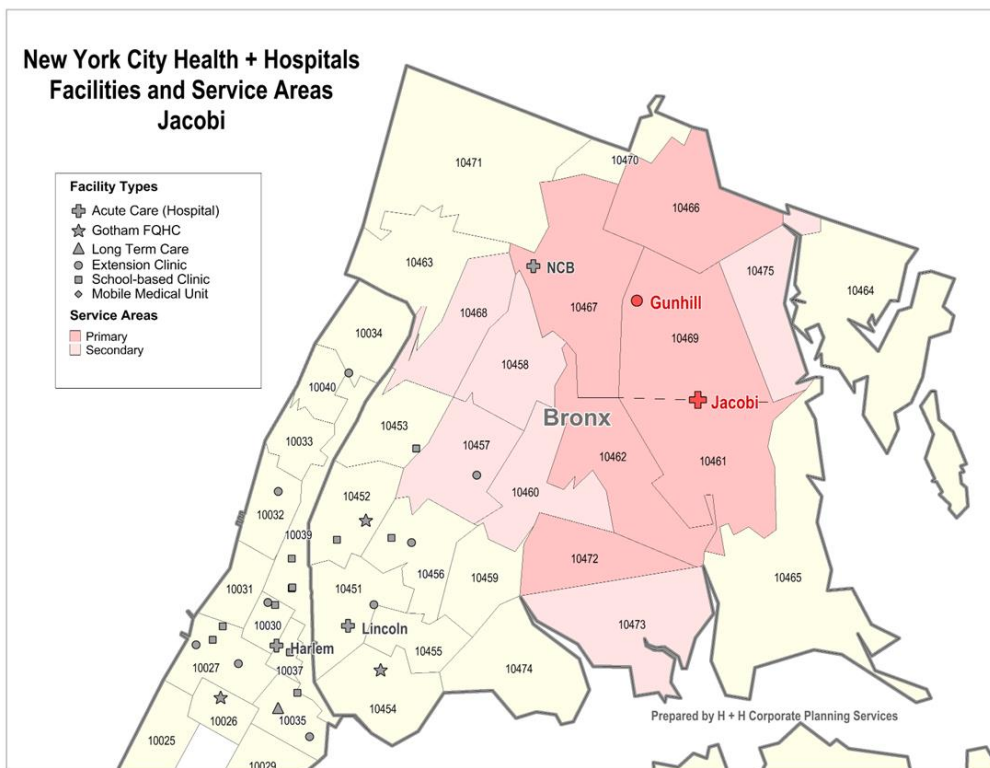 New York City Health + Hospitals
Facilities and Service Areas
Jacobi
Facility Types
Acute Care (Hospital)
Gotham FQHC
Long Term Care
Extension Clinic
School-based Clinic
Mobile Medical Unit
Service Areas
Primary
Secondary
10471
10470
10466
10463
NCB
10475
10464
10467
Gunhill
10468
10034
10469
10458
10040
Jacobi
Bronx
10453
10033
10457
10462
10461
10460
10452
10032
10039
10472
10456
10459
10465
10031
10451
10030
Lincoln
10473
Harlem
10455
10027
10037
10474
10454
10026
10035
Prepared by H + H Corporate Planning Services
10025
10029